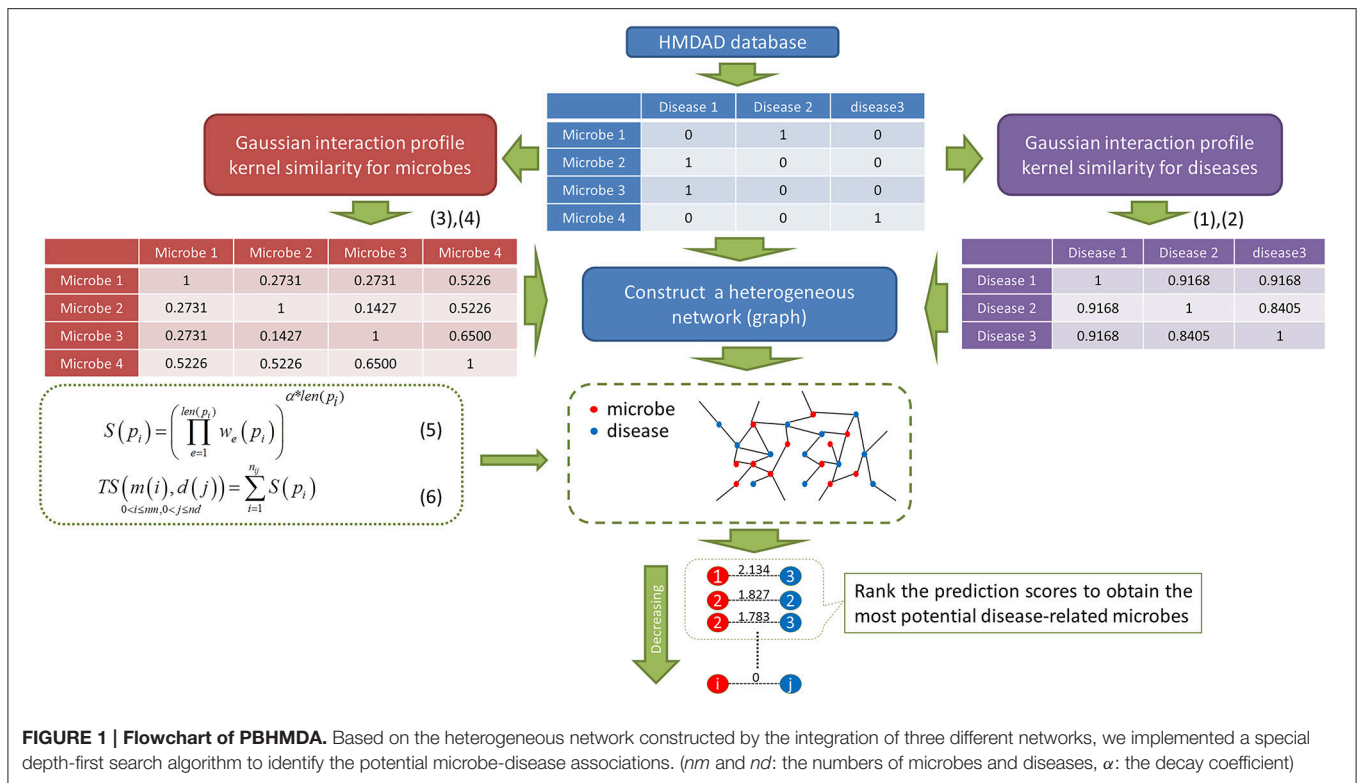 HMDAD database
Disease 1 Disease 2 disease3
Microbe 1 0 1 0
Microbe 2 1 0 0
Microbe 3 1 0 0
Microbe 4 0 0 1
Gaussian interaction profile
kernel similarity for microbes
Gaussian interaction profile
kernel similarity for diseases
(3),(4)
(1),(2)
Microbe 1 Microbe 2 Microbe 3 Microbe 4
Microbe 1 1 0.2731 0.2731 0.5226
Microbe 2 0.2731 1 0.1427 0.5226
Microbe 3 0.2731 0.1427 1 0.6500
Microbe 4 0.5226 0.5226 0.6500 1
Construct a heterogeneous
network (graph)
Disease 1 Disease 2 disease3
Disease 1 1 0.9168 0.9168
Disease 2 0.9168 1 0.8405
Disease 3 0.9168 0.8405 1
S(p_i) = (∏_{e=1}^{len(p_i)} w_e(p_i))^{α*len(p_i)} (5)
TS(m(i),d(j)) = ∑_{i=1}^{n_{ij}} S(p_i) (6)
0<i≤nm,0<j≤nd
microbe
disease
Decreasing
1 2.134 3
2 1.827 2
2 1.783 3
i 0 j
Rank the prediction scores to obtain the
most potential disease-related microbes
FIGURE 1 | Flowchart of PBHMDA. Based on the heterogeneous network constructed by the integration of three different networks, we implemented a special
depth-first search algorithm to identify the potential microbe-disease associations. (nm and nd: the numbers of microbes and diseases, α: the decay coefficient)